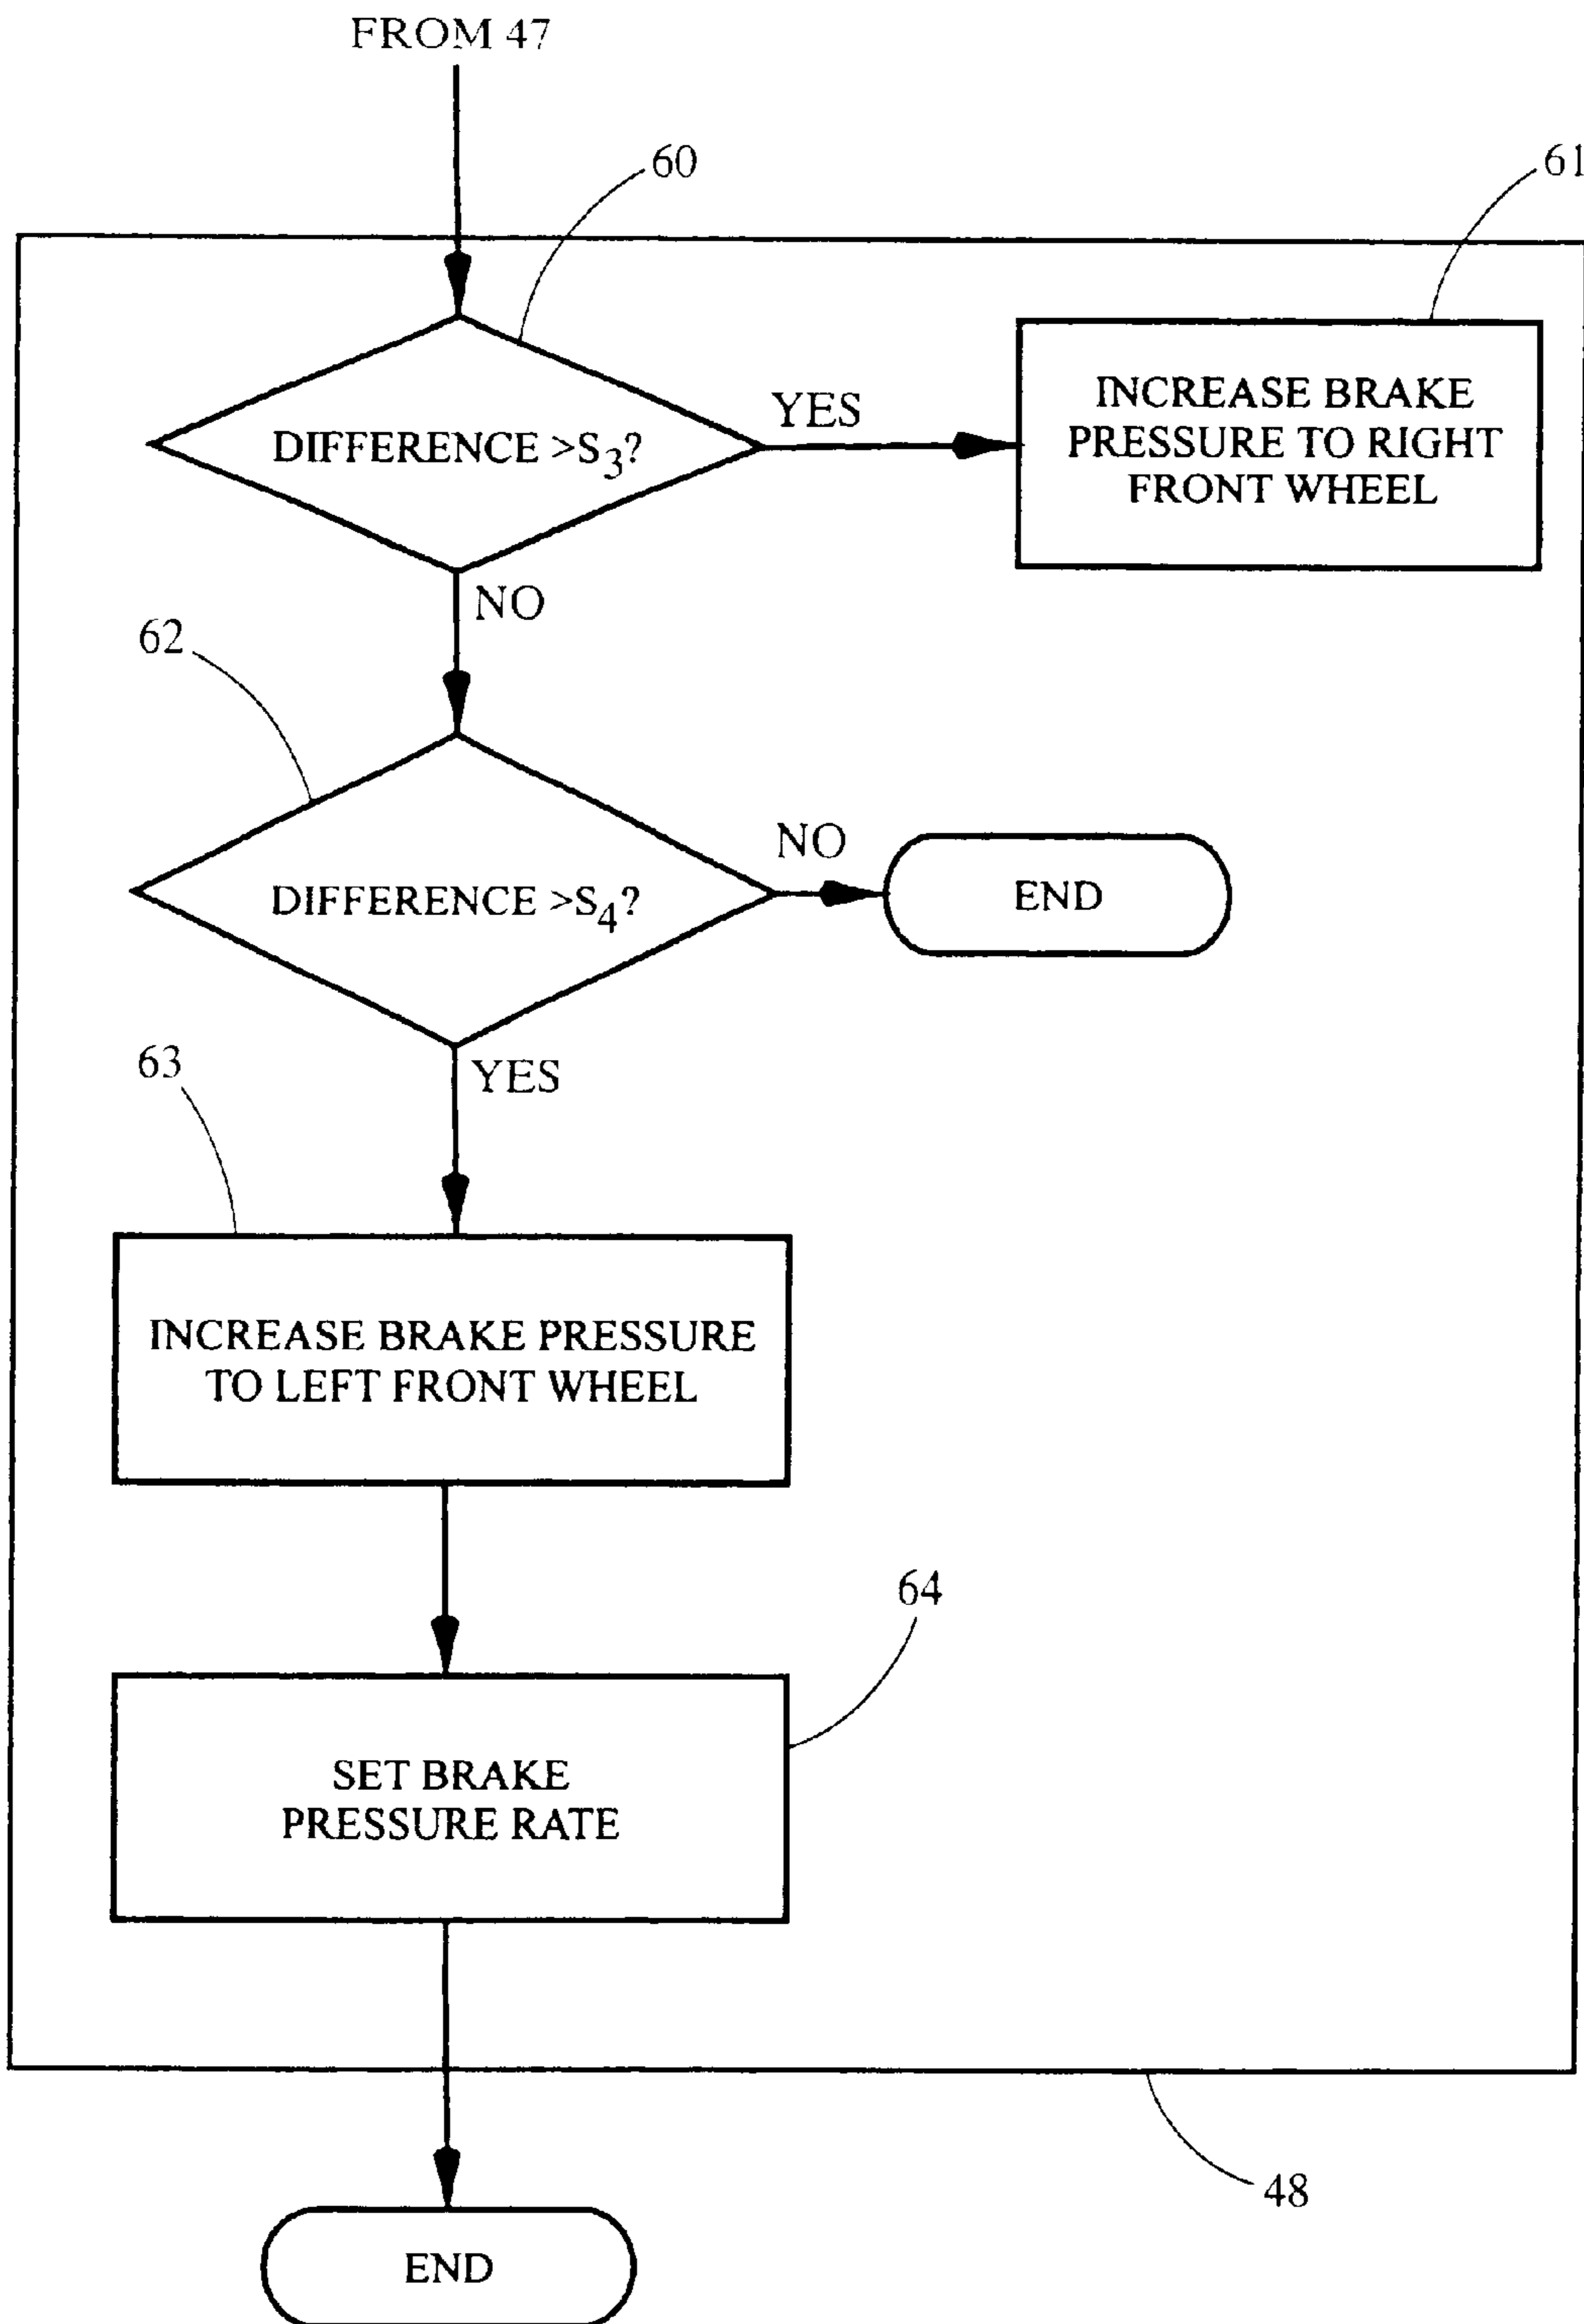 FROM 47
60
61
DIFFERENCE >S3?
YES
INCREASE BRAKE
PRESSURE TO RIGHT
FRONT WHEEL
NO
62
DIFFERENCE >S4?
NO
END
YES
63
INCREASE BRAKE PRESSURE
TO LEFT FRONT WHEEL
64
SET BRAKE
PRESSURE RATE
48
END